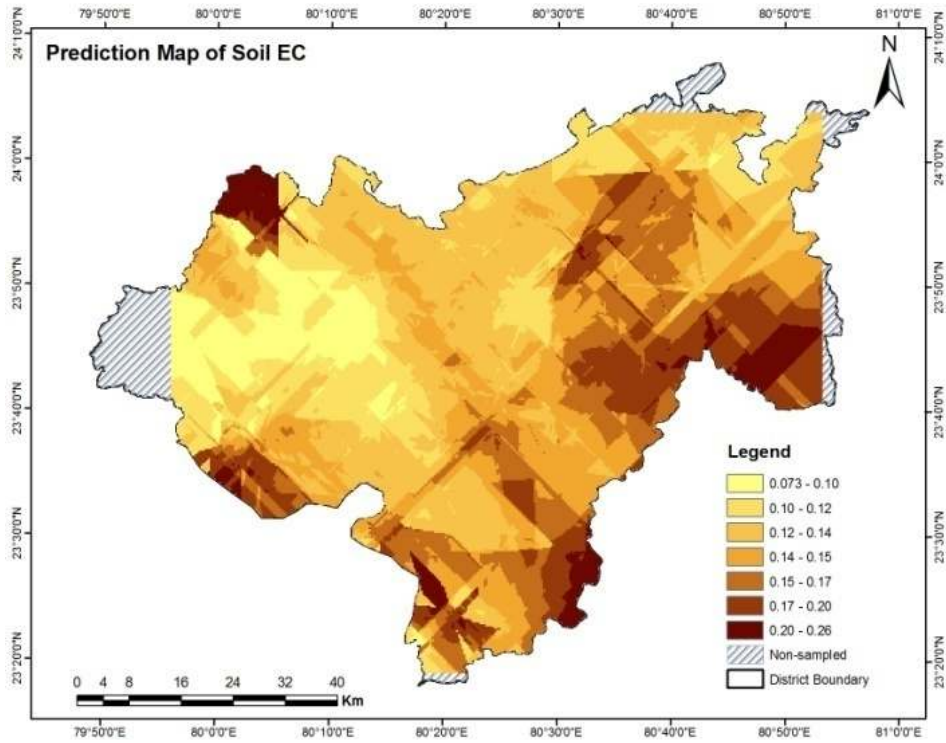 79°50'0"E 80°0'0"E 80°10'0"E 80°20'0"E 80°30'0"E 80°40'0"E 80°50'0"E 81°0'0"E
24°10'0"N 24°10'0"N
Prediction Map of Soil EC
N
24°0'0"N 24°0'0"N
23°50'0"N 23°50'0"N
23°40'0"N 23°40'0"N
Legend
0.073 - 0.10
0.10 - 0.12
0.12 - 0.14
23°30'0"N 23°30'0"N
0.14 - 0.15
0.15 - 0.17
0.17 - 0.20
0.20 - 0.26
23°20'0"N 23°20'0"N
Non-sampled
District Boundary
0 4 8 16 24 32 40
Km
79°50'0"E 80°0'0"E 80°10'0"E 80°20'0"E 80°30'0"E 80°40'0"E 80°50'0"E 81°0'0"E